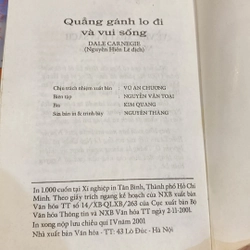 Quẳng gánh lo đi
và vui sống
DALE CARNEGIE
(Nguyễn Hiến Lê dịch)
Chịu trách nhiệm xuất bản VŨ AN CHƯƠNG
Biên tập NGUYỄN VĂN TOẠI
Bìa KIM QUANG
Sửa bản in & trình bày NGUYÊN THẮNG
In 1.000 cuốn tại Xí nghiệp in Tân Bình, Thành phố Hồ Chí
Minh. Theo giấy trích ngang kế hoạch của NXB xuất bản
Văn hóa TT số 14/XB-QLXB/263 của Cục xuất bản Bộ
Văn hóa Thông tin và NXB Văn hóa TT ngày 2-11-2001.
In xong nộp lưu chiểu quí IV năm 2001
Nhà xuất bản Văn hóa - TT: 43 Lò Đúc - Hà Nội